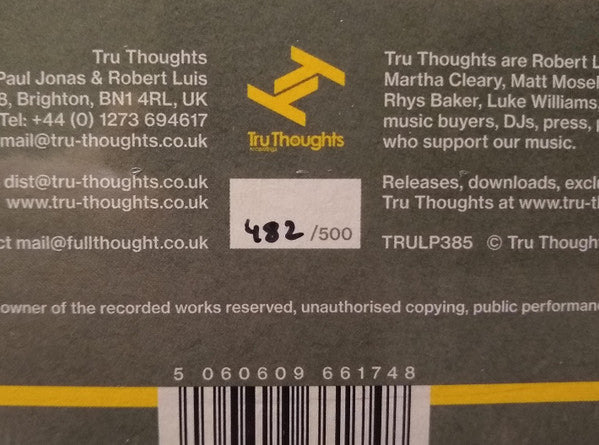 Tru Thoughts
Paul Jonas & Robert Luis
8, Brighton, BN1 4RL, UK
Tel: +44 (0) 1273 694617
mail@tru-thoughts.co.uk
dist@tru-thoughts.co.uk
www.tru-thoughts.co.uk
ct mail@fullthought.co.uk
Tru Thoughts
recordings
482 /500
Tru Thoughts are Robert L
Martha Cleary, Matt Mosel
Rhys Baker, Luke Williams
music buyers, DJs, press, p
who support our music.
Releases, downloads, excl
Tru Thoughts at www.tru-t
TRULP385 © Tru Though
owner of the recorded works reserved, unauthorised copying, public performan
5 060609 661748